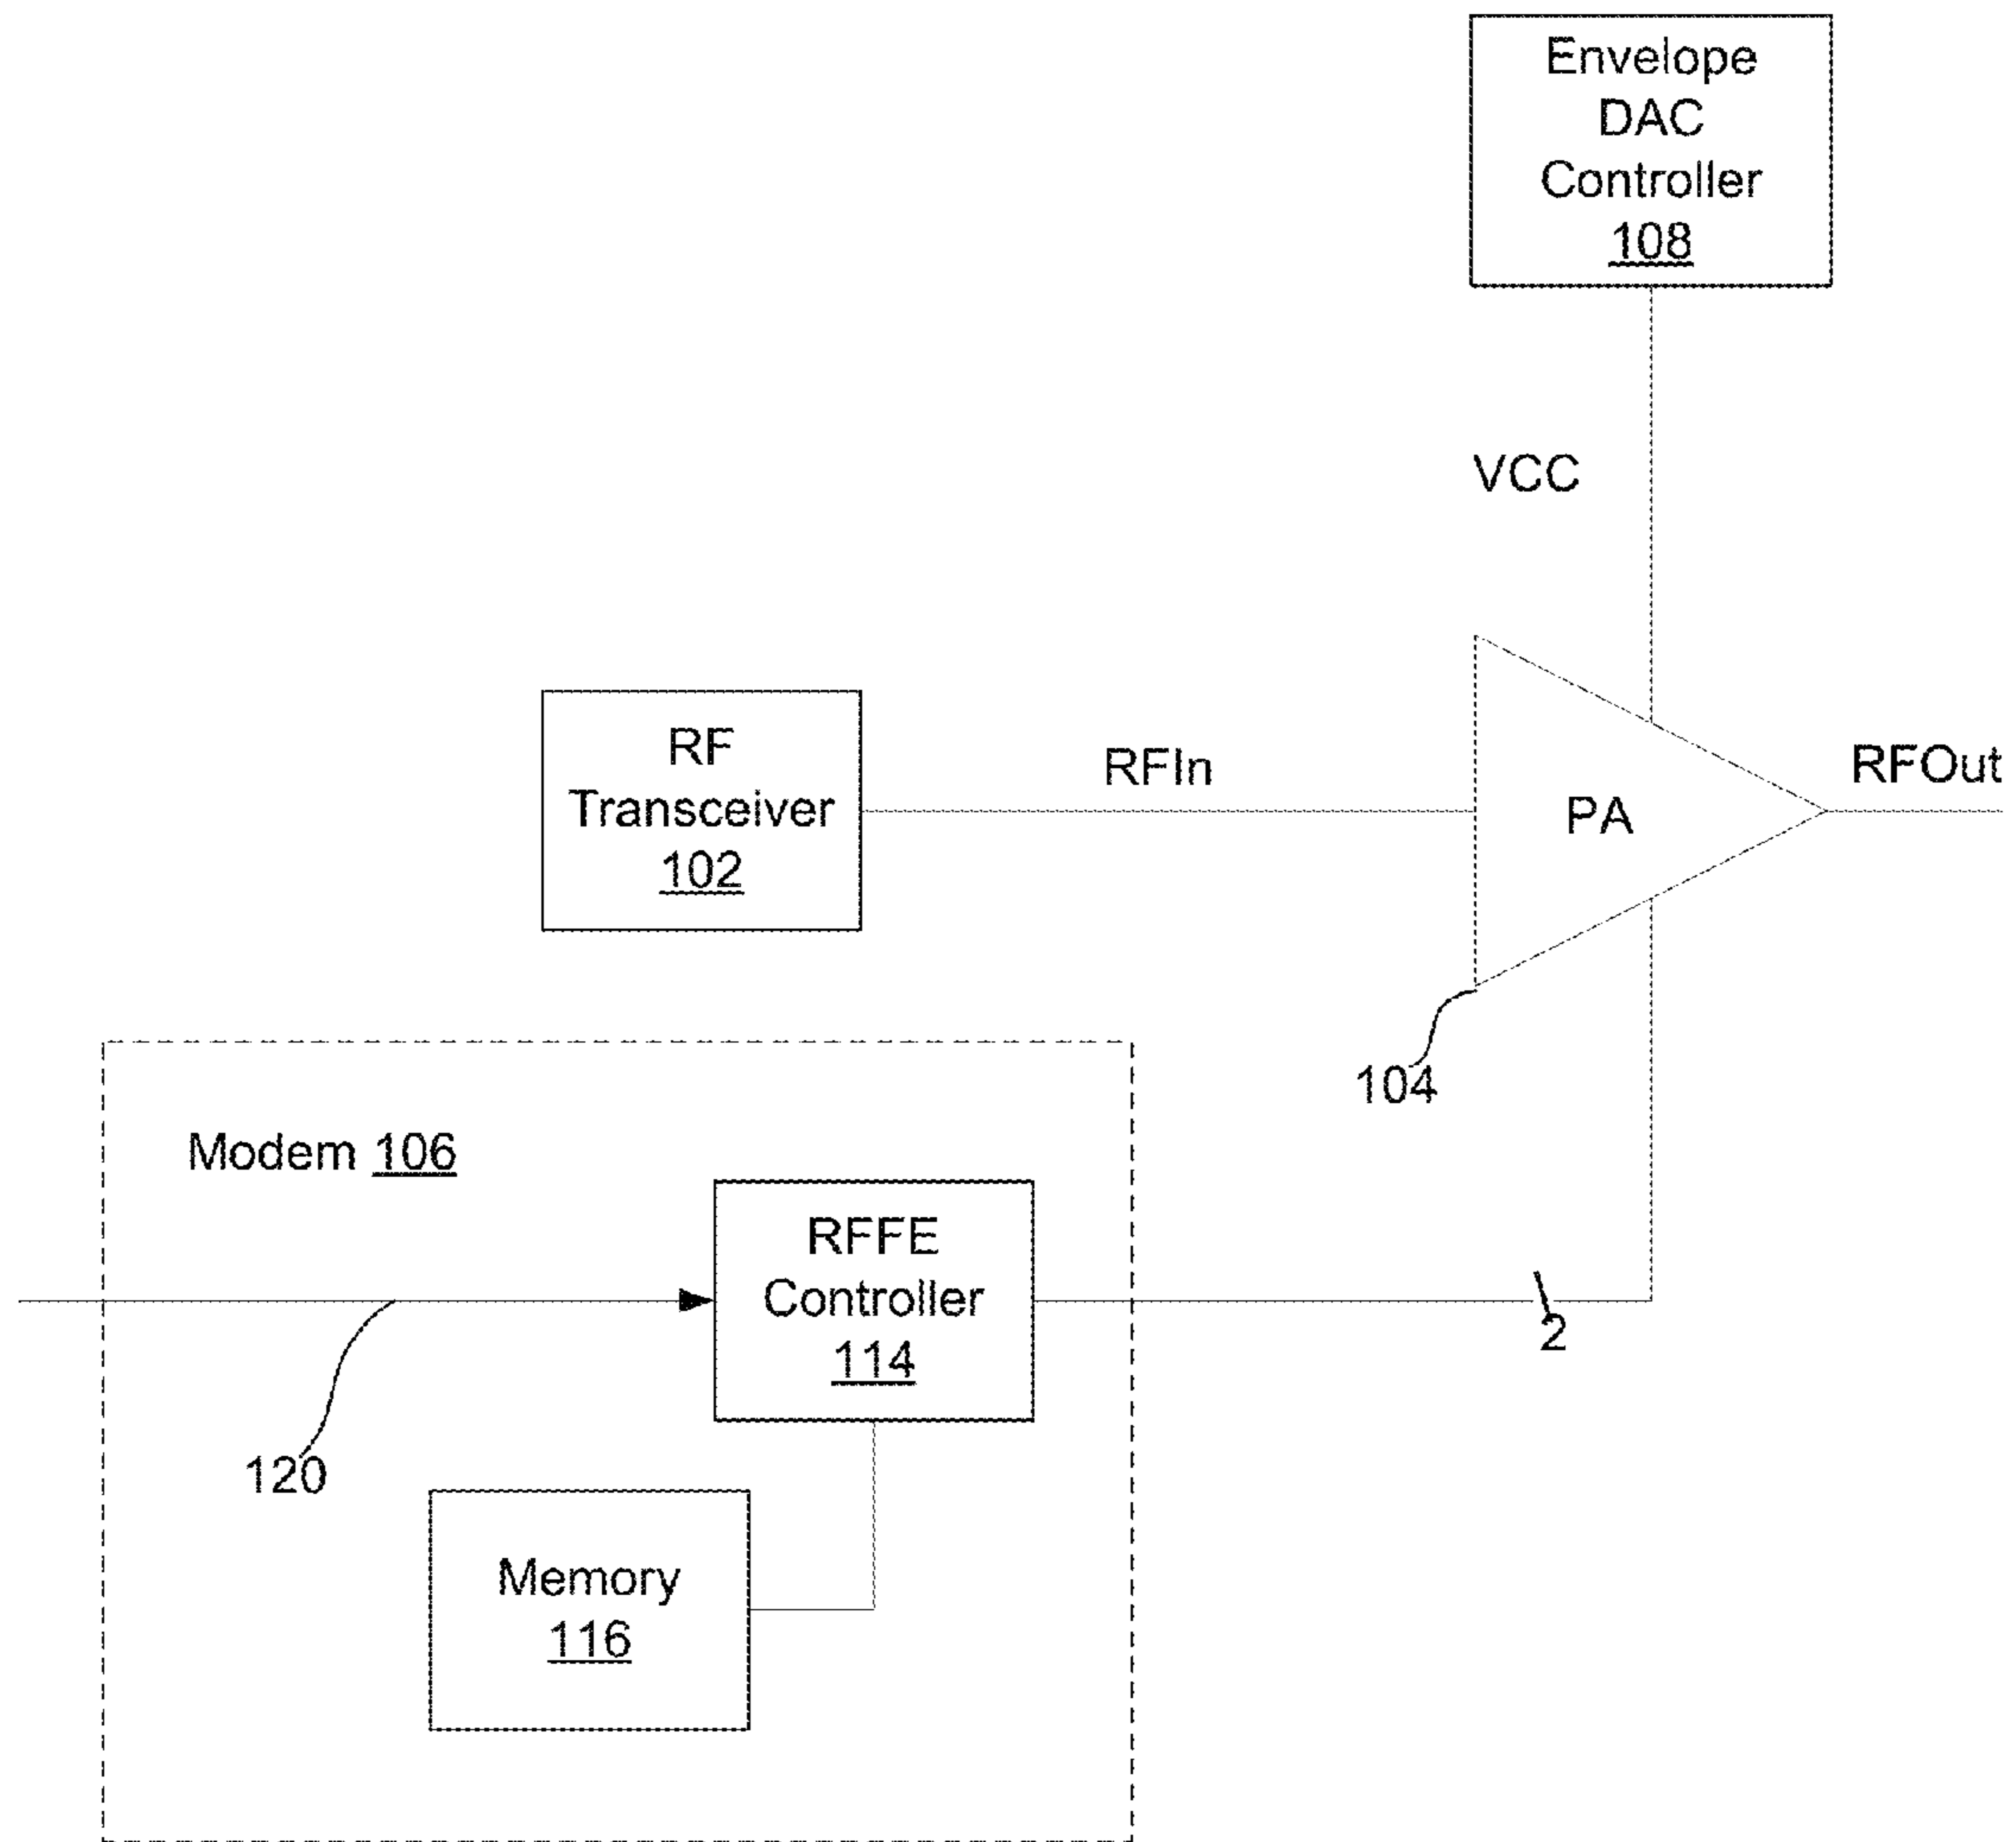 Envelope
DAC
Controller
108
VCC
RF
Transceiver
102
RFIn
PA
RFOut
104
Modem 106
RFFE
Controller
114
2
120
Memory
116